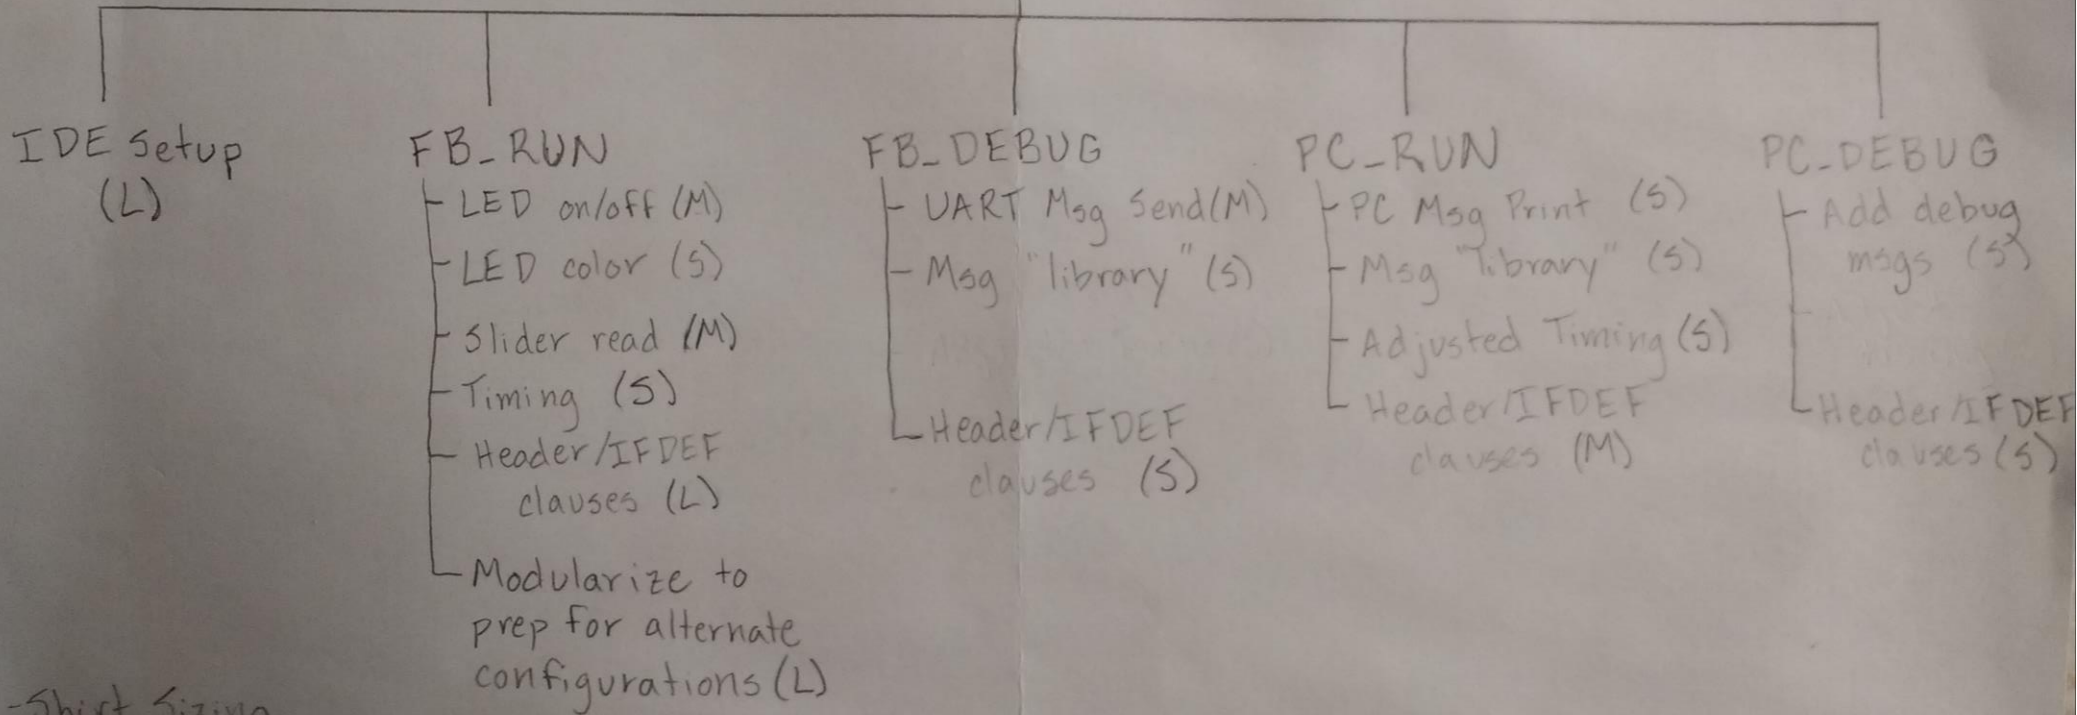 IDE Setup
(L)
FB_RUN
LED on/off (M)
LED color (S)
Slider read (M)
Timing (S)
Header/IFDEF
clauses (L)
Modularize to
prep for alternate
configurations (L)
FB_DEBUG
UART Msg Send (M)
Msg "library" (S)
Header/IFDEF
clauses (S)
PC_RUN
PC Msg Print (S)
Msg "library" (S)
Adjusted Timing (S)
Header/IFDEF
clauses (M)
PC_DEBUG
Add debug
msgs (S)
Header/IFDEF
clauses (S)
-Shirt Sizing